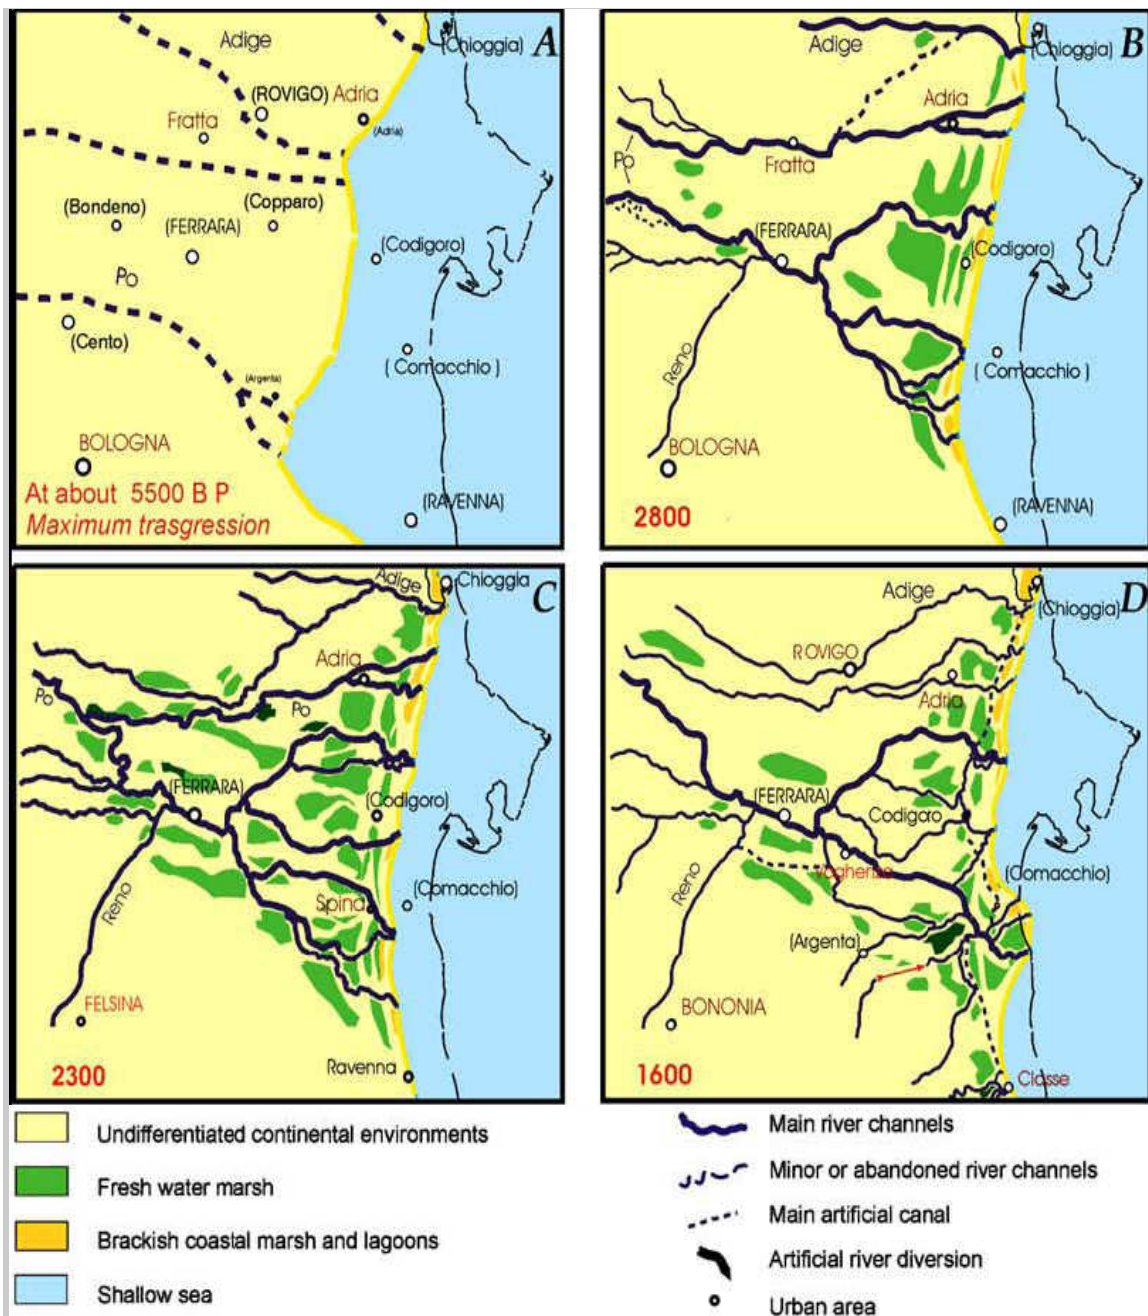 A
Adige
(Chioggia)
(ROVIGO)
Adria
Fratta
(Adria)
(Bondeno)
(Copparo)
(FERRARA)
(Codigoro)
Po
(Cento)
(Comacchio )
(Argenta)
BOLOGNA
At about 5500 B P
Maximum trasgression
(RAVENNA)
B
Adige
(Chioggia)
Adria
Po
Fratta
(FERRARA)
(Codigoro)
Reno
( Comacchio )
BOLOGNA
2800
(RAVENNA)
C
Adige
Chioggia
Adria
Po
Po
(FERRARA)
(Codigoro)
Reno
Spina
(Comacchio)
FELSINA
2300
Ravenna
D
Adige
(Chioggia)
ROVIGO
Adria
(FERRARA)
Codigoro
Reno
(Comacchio)
(Argenta)
BONONIA
1600
Classe
Undifferentiated continental environments
Fresh water marsh
Brackish coastal marsh and lagoons
Shallow sea
Main river channels
Minor or abandoned river channels
Main artificial canal
Artificial river diversion
Urban area